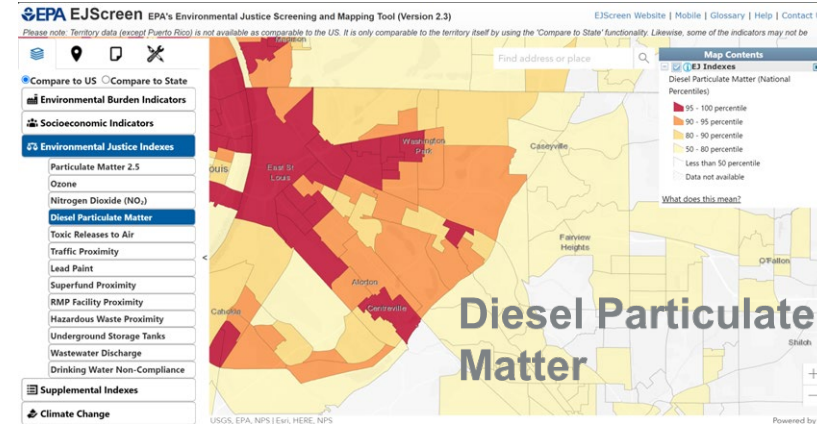 EPA EJScreen EPA's Environmental Justice Screening and Mapping Tool (Version 2.3)
EJScreen Website | Mobile | Glossary | Help | Contact
Please note: Territory data (except Puerto Rico) is not available as comparable to the US. It is only comparable to the territory itself by using the 'Compare to State' functionality. Likewise, some of the indicators may not be
Compare to US Compare to State
Environmental Burden Indicators
Socioeconomic Indicators
Environmental Justice Indexes
Particulate Matter 2.5
Ozone
Nitrogen Dioxide (NO₂)
Diesel Particulate Matter
Toxic Releases to Air
Traffic Proximity
Lead Paint
Superfund Proximity
RMP Facility Proximity
Hazardous Waste Proximity
Underground Storage Tanks
Wastewater Discharge
Drinking Water Non-Compliance
Supplemental Indexes
Climate Change
<
Madison
Find address or place
Washington
Park
Caseyville
ouis
East St
Louis
Fairview
Heights
O'Fallon
Alorton
Cahokia
Centreville
Shiloh
Diesel Particulate
Matter
Map Contents
EJ Indexes
Diesel Particulate Matter (National
Percentiles)
95 - 100 percentile
90 - 95 percentile
80 - 90 percentile
50 - 80 percentile
Less than 50 percentile
Data not available
What does this mean?
+
−
USGS, EPA, NPS | Esri, HERE, NPS
Powered by